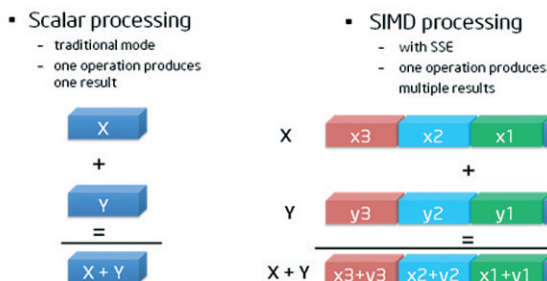 ▪ Scalar processing
– traditional mode
– one operation produces
one result
X
+
Y
=
X + Y
▪ SIMD processing
– with SSE
– one operation produces
multiple results
X x3 x2 x1
+
Y y3 y2 y1
=
X + Y x3+y3 x2+y2 x1+y1